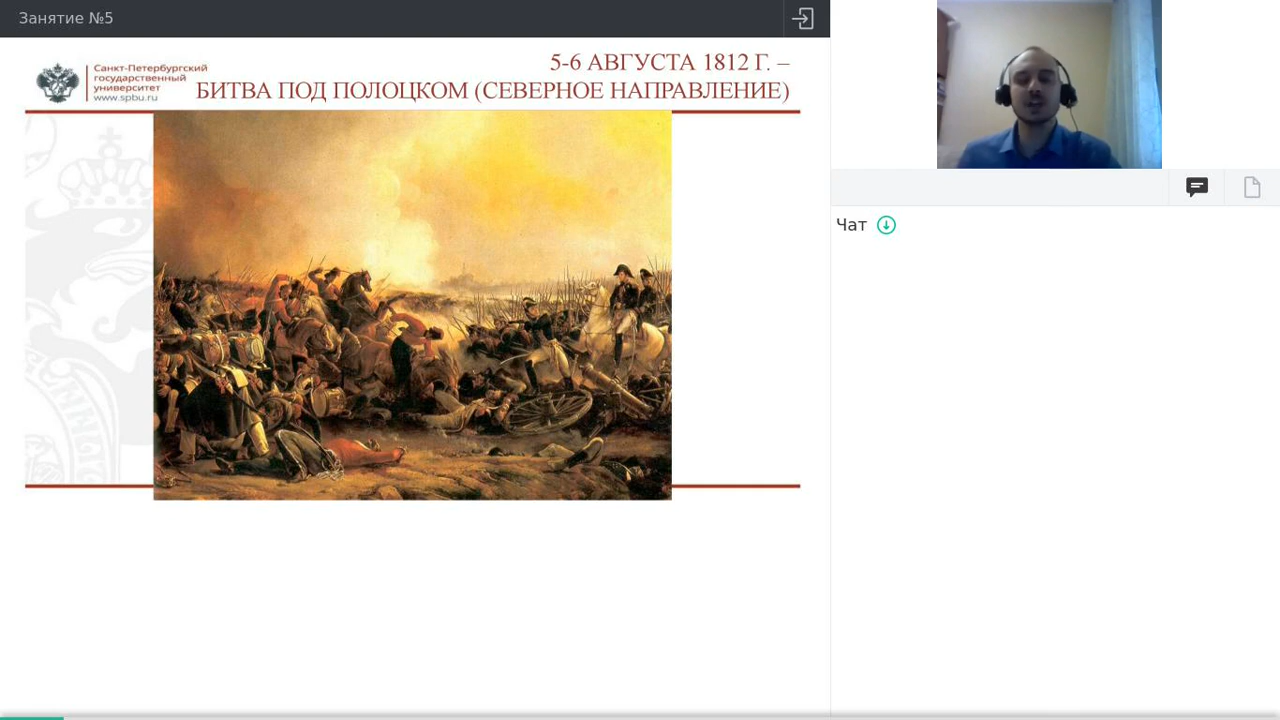 Занятие №5
Санкт-Петербургский
государственный
университет
www.spbu.ru
5-6 АВГУСТА 1812 Г. –
БИТВА ПОД ПОЛОЦКОМ (СЕВЕРНОЕ НАПРАВЛЕНИЕ)
Чат